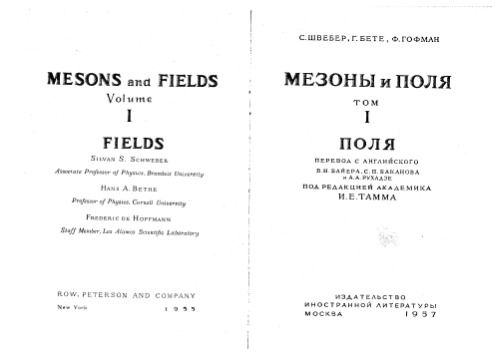 MESONS and FIELDS
Volume
I
FIELDS
SILVAN S. SCHWEBER
Associate Professor of Physics, Brandeis University
HANS A. BETHE
Professor of Physics, Cornell University
FREDERIC DE HOFFMANN
Staff Member, Los Alamos Scientific Laboratory
ROW, PETERSON AND COMPANY
New York 1955
С. ШВЕБЕР, Г. БЕТЕ, Ф. ГОФМАН
МЕЗОНЫ И ПОЛЯ
ТОМ
I
ПОЛЯ
ПЕРЕВОД С АНГЛИЙСКОГО
В.Н. БАЙЕРА, С.П. БАКАНОВА
и А.А. РУХАДЗЕ
ПОД РЕДАКЦИЕЙ АКАДЕМИКА
И.Е. ТАММА
ИЗДАТЕЛЬСТВО
ИНОСТРАННОЙ ЛИТЕРАТУРЫ
МОСКВА 1957